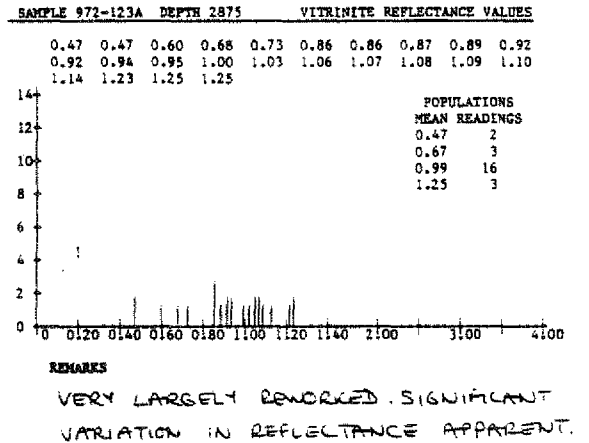 SAMPLE 972-123A DEPTH 2875 VITRINITE REFLECTANCE VALUES
0.47 0.47 0.60 0.68 0.73 0.86 0.86 0.87 0.89 0.92
0.92 0.94 0.95 1.00 1.03 1.06 1.07 1.08 1.09 1.10
1.14 1.23 1.25 1.25
POPULATIONS
MEAN READINGS
0.47 2
0.67 3
0.99 16
1.25 3
14
12
10
8
6
4
2
0
0 0.20 0.40 0.60 0.80 1.00 1.20 1.40 2.00 3.00 4.00
REMARKS
VERY LARGELY REWORKED. SIGNIFICANT
VARIATION IN REFLECTANCE APPARENT.